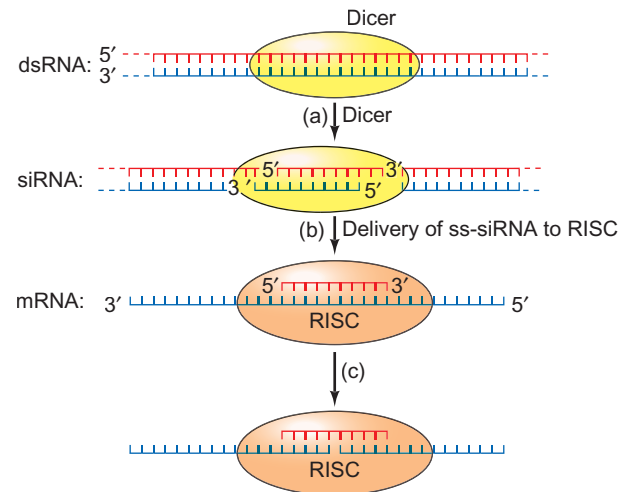 Dicer
dsRNA: 5′
3′
(a) Dicer
siRNA: 5′ 3′
3′ 5′
(b) Delivery of ss-siRNA to RISC
5′ 3′
mRNA: 3′ 5′
RISC
(c)
RISC